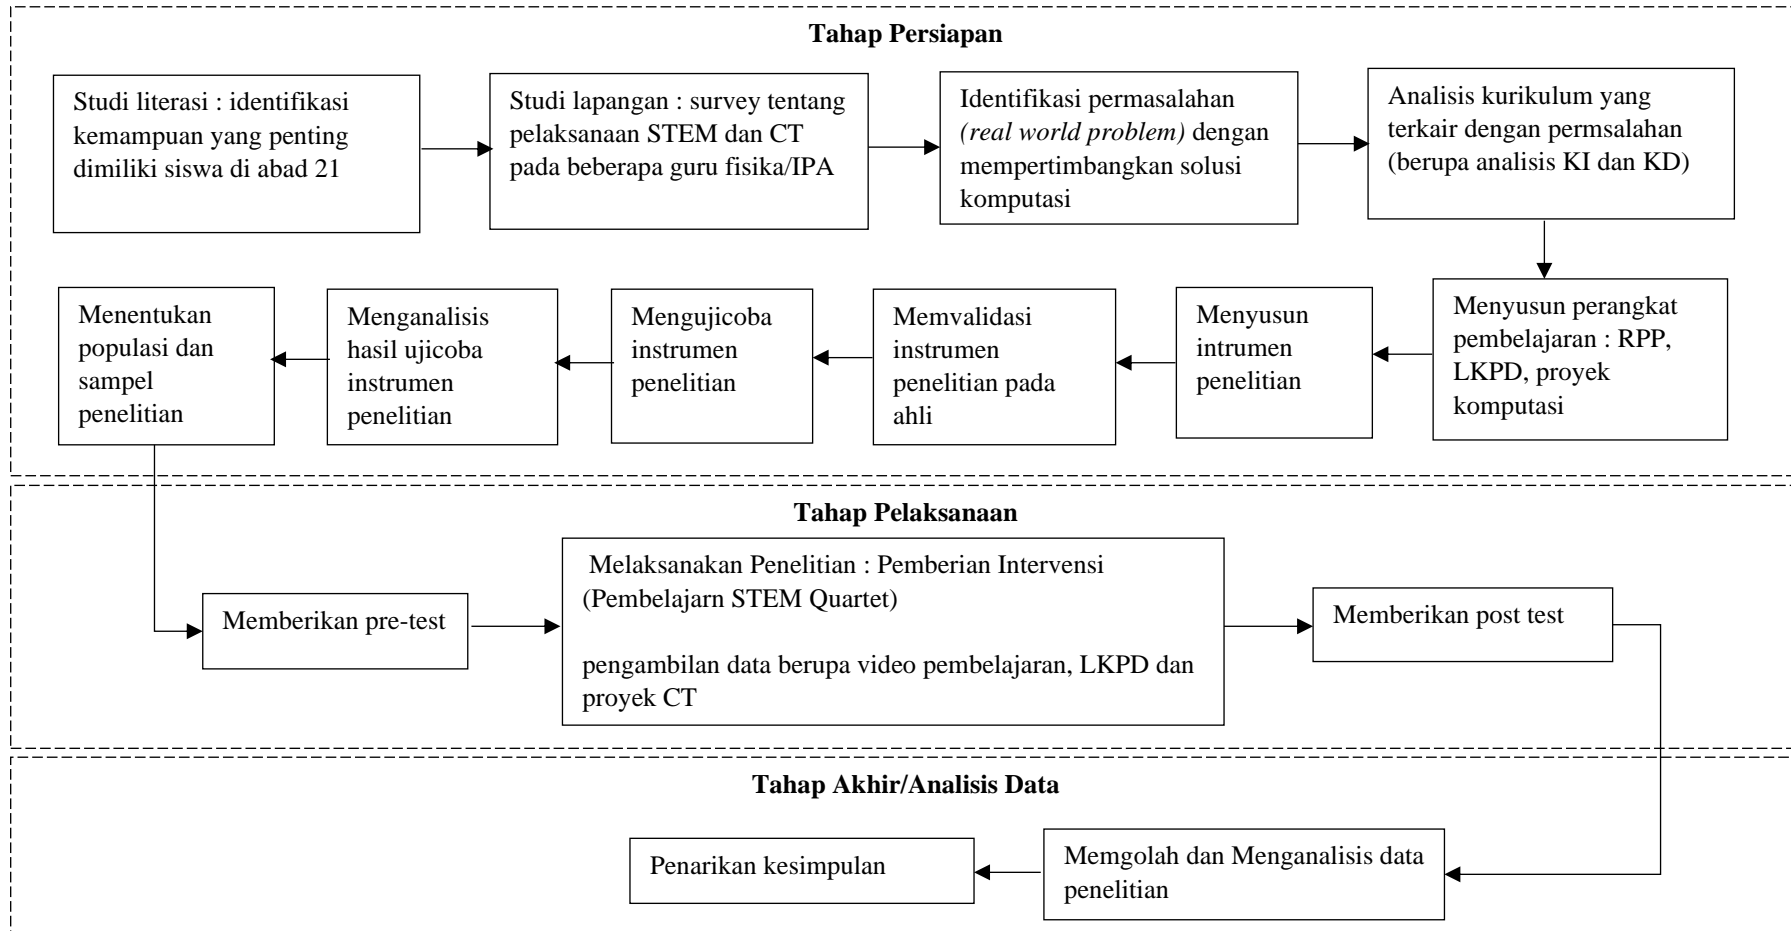 Tahap Persiapan
Studi literasi : identifikasi
kemampuan yang penting
dimiliki siswa di abad 21
Studi lapangan : survey tentang
pelaksanaan STEM dan CT
pada beberapa guru fisika/IPA
Identifikasi permasalahan
(real world problem) dengan
mempertimbangkan solusi
komputasi
Analisis kurikulum yang
terkair dengan permsalahan
(berupa analisis KI dan KD)
Menyusun perangkat
pembelajaran : RPP,
LKPD, proyek
komputasi
Menyusun
intrumen
penelitian
Memvalidasi
instrumen
penelitian pada
ahli
Mengujicoba
instrumen
penelitian
Menganalisis
hasil ujicoba
instrumen
penelitian
Menentukan
populasi dan
sampel
penelitian
Tahap Pelaksanaan
Memberikan pre-test
Melaksanakan Penelitian : Pemberian Intervensi
(Pembelajarn STEM Quartet)
pengambilan data berupa video pembelajaran, LKPD dan
proyek CT
Memberikan post test
Tahap Akhir/Analisis Data
Memgolah dan Menganalisis data
penelitian
Penarikan kesimpulan